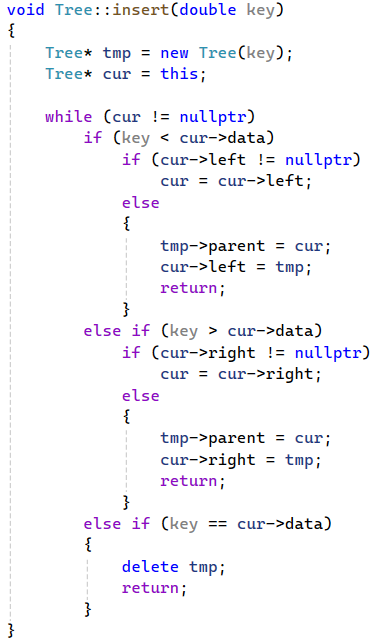 void Tree::insert(double key)
{
    Tree* tmp = new Tree(key);
    Tree* cur = this;

    while (cur != nullptr)
        if (key < cur->data)
            if (cur->left != nullptr)
                cur = cur->left;
            else
            {
                tmp->parent = cur;
                cur->left = tmp;
                return;
            }
        else if (key > cur->data)
            if (cur->right != nullptr)
                cur = cur->right;
            else
            {
                tmp->parent = cur;
                cur->right = tmp;
                return;
            }
        else if (key == cur->data)
        {
            delete tmp;
            return;
        }
}